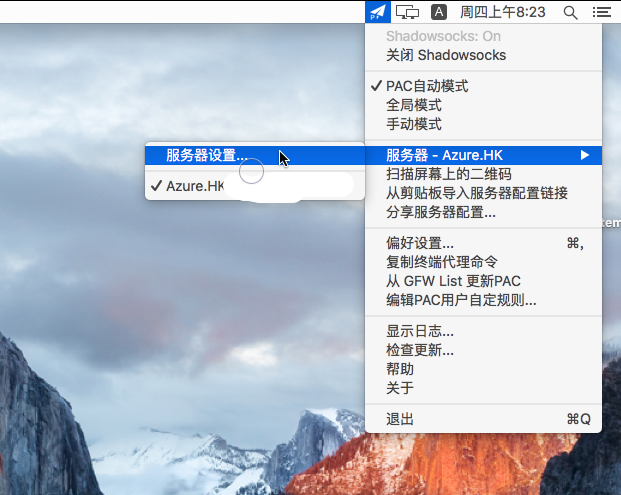 A 周四上午8:23
Shadowsocks: On
关闭 Shadowsocks
PAC自动模式
全局模式
手动模式
服务器设置...
服务器 - Azure.HK
Azure.HK
扫描屏幕上的二维码
从剪贴板导入服务器配置链接
分享服务器配置...
偏好设置... ⌘,
复制终端代理命令
从 GFW List 更新PAC
编辑PAC用户自定规则...
显示日志...
检查更新...
帮助
关于
退出 ⌘Q